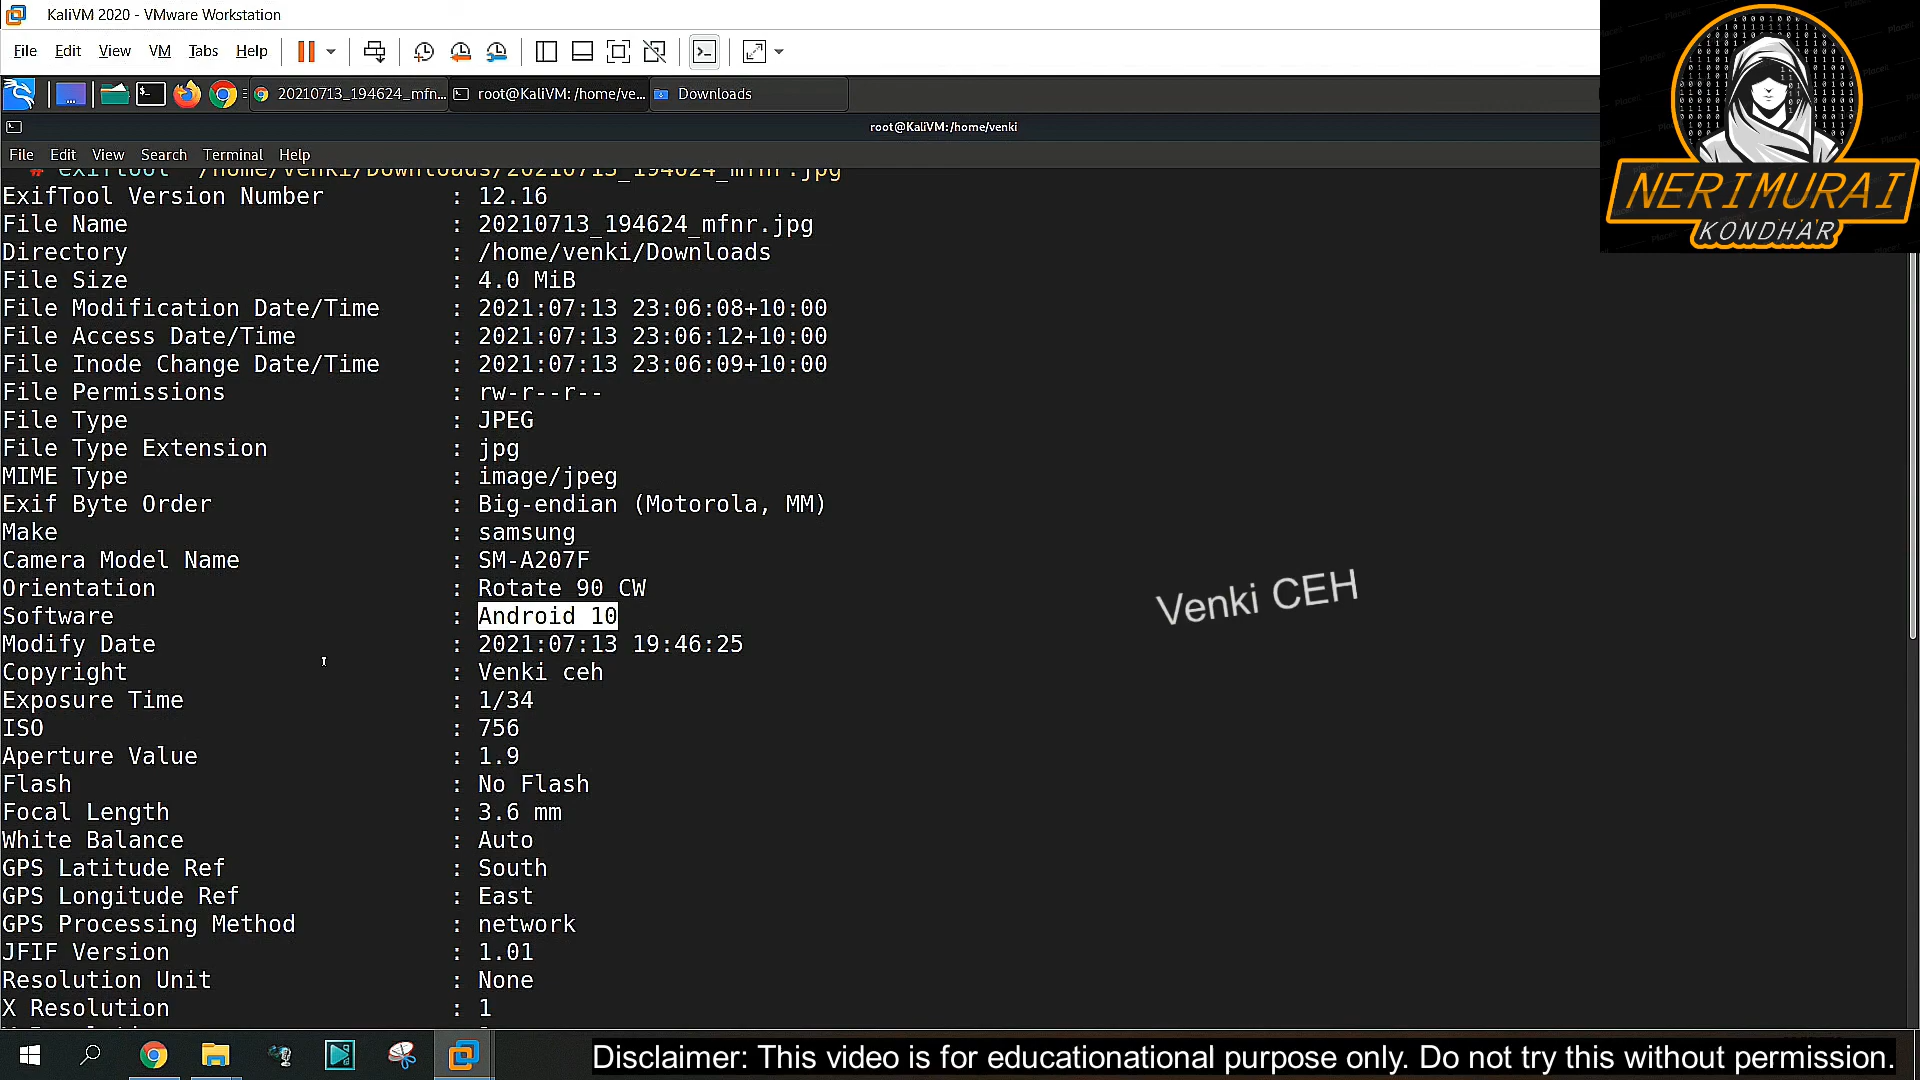 KaliVM 2020 - VMware Workstation
File Edit View VM Tabs Help
20210713_194624_mfn... root@KaliVM: /home/ve... Downloads
root@KaliVM:/home/venki
File Edit View Search Terminal Help
# exiftool /home/venki/Downloads/20210713_194624_mfnr.jpg
ExifTool Version Number : 12.16
File Name : 20210713_194624_mfnr.jpg
Directory : /home/venki/Downloads
File Size : 4.0 MiB
File Modification Date/Time : 2021:07:13 23:06:08+10:00
File Access Date/Time : 2021:07:13 23:06:12+10:00
File Inode Change Date/Time : 2021:07:13 23:06:09+10:00
File Permissions : rw-r--r--
File Type : JPEG
File Type Extension : jpg
MIME Type : image/jpeg
Exif Byte Order : Big-endian (Motorola, MM)
Make : samsung
Camera Model Name : SM-A207F
Orientation : Rotate 90 CW
Software : Android 10
Modify Date : 2021:07:13 19:46:25
Copyright : Venki ceh
Exposure Time : 1/34
ISO : 756
Aperture Value : 1.9
Flash : No Flash
Focal Length : 3.6 mm
White Balance : Auto
GPS Latitude Ref : South
GPS Longitude Ref : East
GPS Processing Method : network
JFIF Version : 1.01
Resolution Unit : None
X Resolution : 1
NERIMURAI
KONDHAR
Venki CEH
Disclaimer: This video is for educationational purpose only. Do not try this without permission.